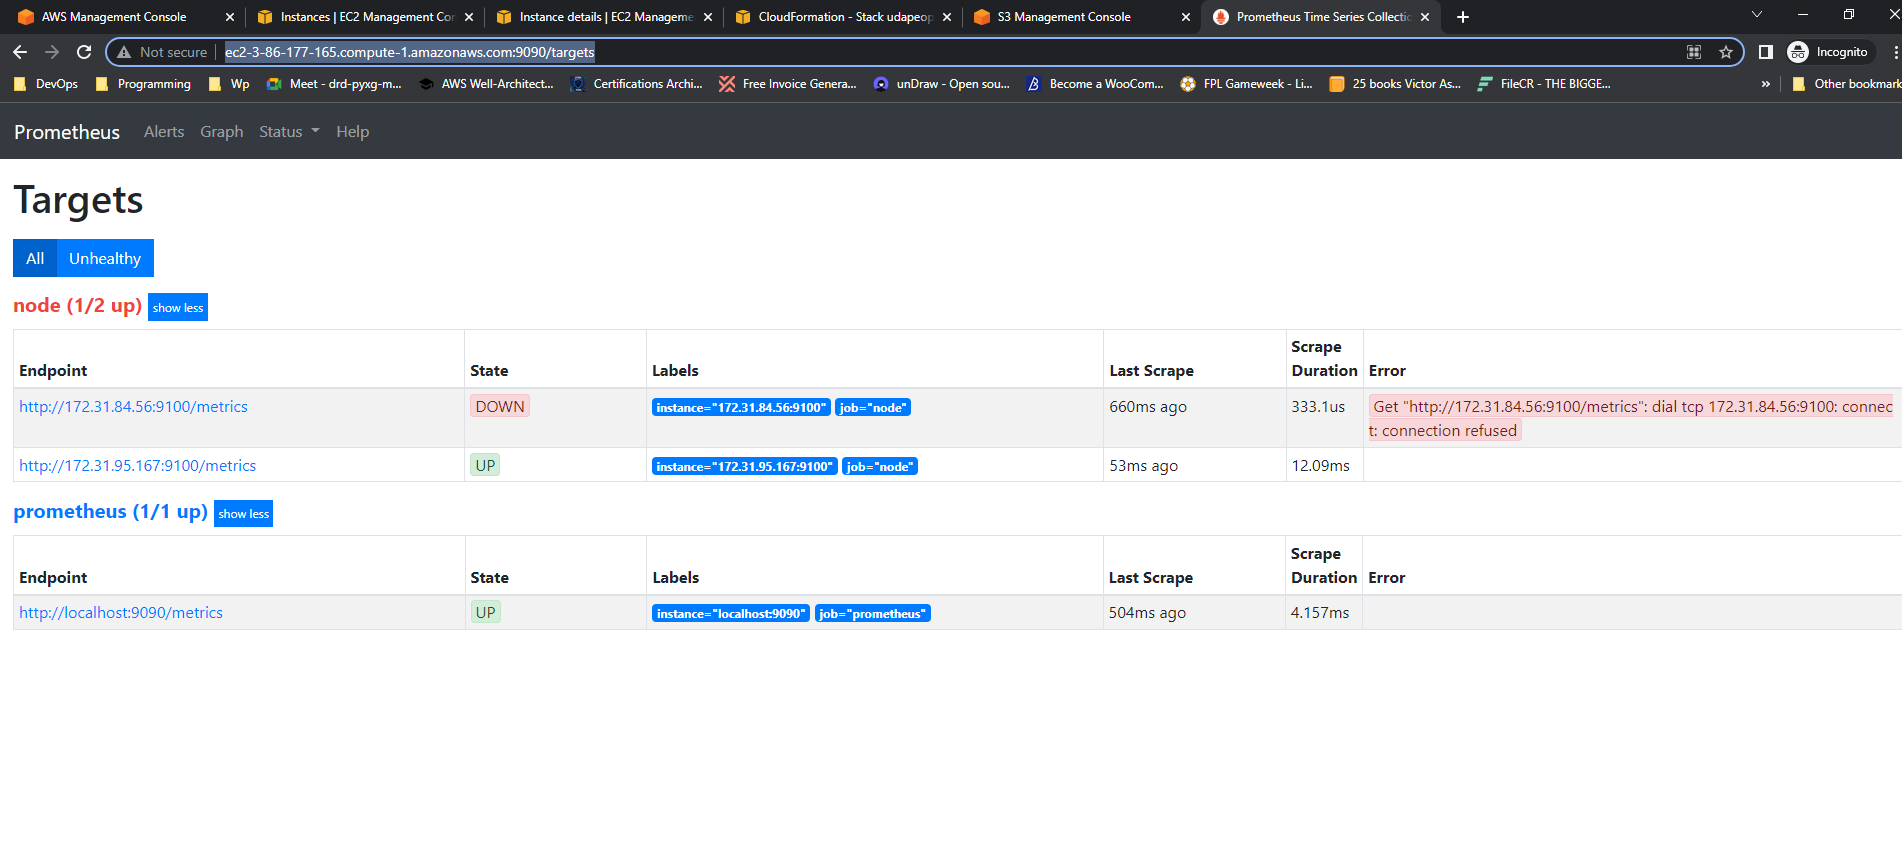 AWS Management Console
Instances | EC2 Management Cor
Instance details | EC2 Manageme
CloudFormation - Stack udapeop
S3 Management Console
Prometheus Time Series Collectio
Not secure
ec2-3-86-177-165.compute-1.amazonaws.com:9090/targets
Incognito
DevOps
Programming
Wp
Meet - drd-pyxg-m...
AWS Well-Architect...
Certifications Archi...
Free Invoice Genera...
unDraw - Open sou...
Become a WooCom...
FPL Gameweek - Li...
25 books Victor As...
FileCR - THE BIGGE...
»
Other bookmark
Prometheus Alerts Graph Status Help
Targets
All Unhealthy
node (1/2 up) show less
Endpoint State Labels Last Scrape Scrape Duration Error
http://172.31.84.56:9100/metrics DOWN instance="172.31.84.56:9100" job="node" 660ms ago 333.1us Get "http://172.31.84.56:9100/metrics": dial tcp 172.31.84.56:9100: connec
t: connection refused
http://172.31.95.167:9100/metrics UP instance="172.31.95.167:9100" job="node" 53ms ago 12.09ms
prometheus (1/1 up) show less
Endpoint State Labels Last Scrape Scrape Duration Error
http://localhost:9090/metrics UP instance="localhost:9090" job="prometheus" 504ms ago 4.157ms